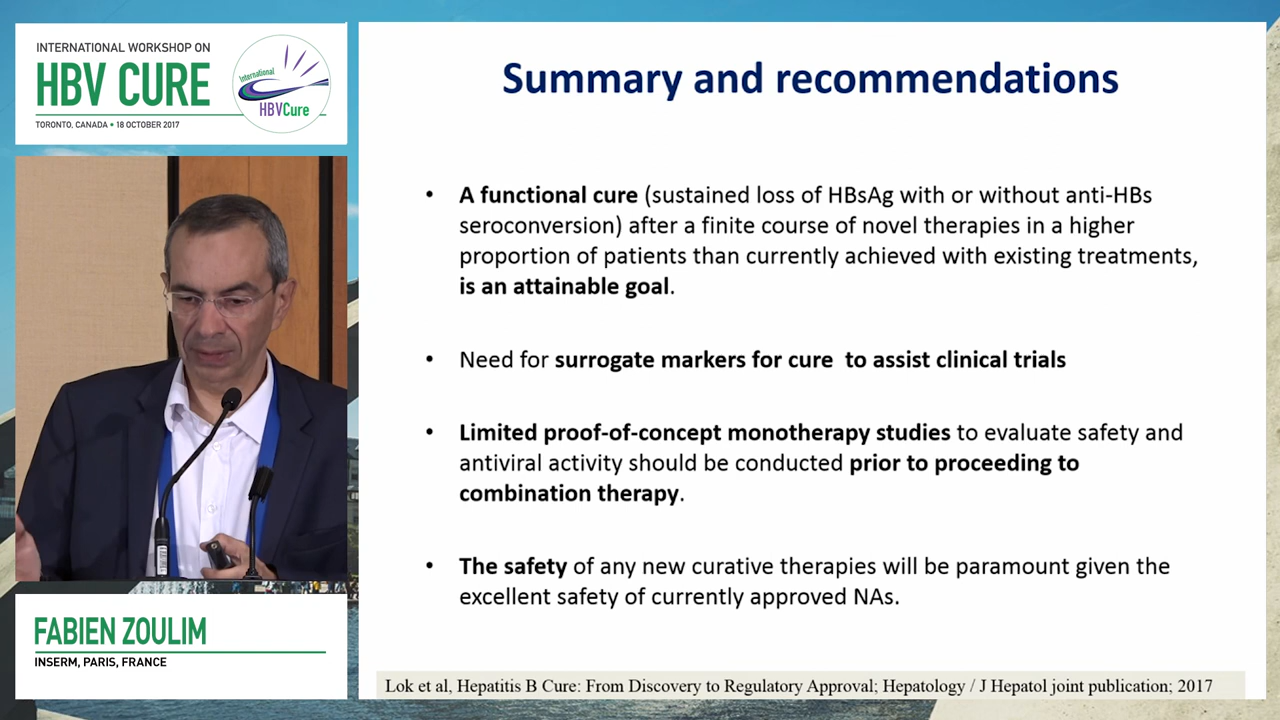 INTERNATIONAL WORKSHOP ON
HBV CURE
International
HBVCure
TORONTO, CANADA • 18 OCTOBER 2017
FABIEN ZOULIM
INSERM, PARIS, FRANCE
Summary and recommendations
• A functional cure (sustained loss of HBsAg with or without anti-HBs
seroconversion) after a finite course of novel therapies in a higher
proportion of patients than currently achieved with existing treatments,
is an attainable goal.
• Need for surrogate markers for cure to assist clinical trials
• Limited proof-of-concept monotherapy studies to evaluate safety and
antiviral activity should be conducted prior to proceeding to
combination therapy.
• The safety of any new curative therapies will be paramount given the
excellent safety of currently approved NAs.
Lok et al, Hepatitis B Cure: From Discovery to Regulatory Approval; Hepatology / J Hepatol joint publication; 2017